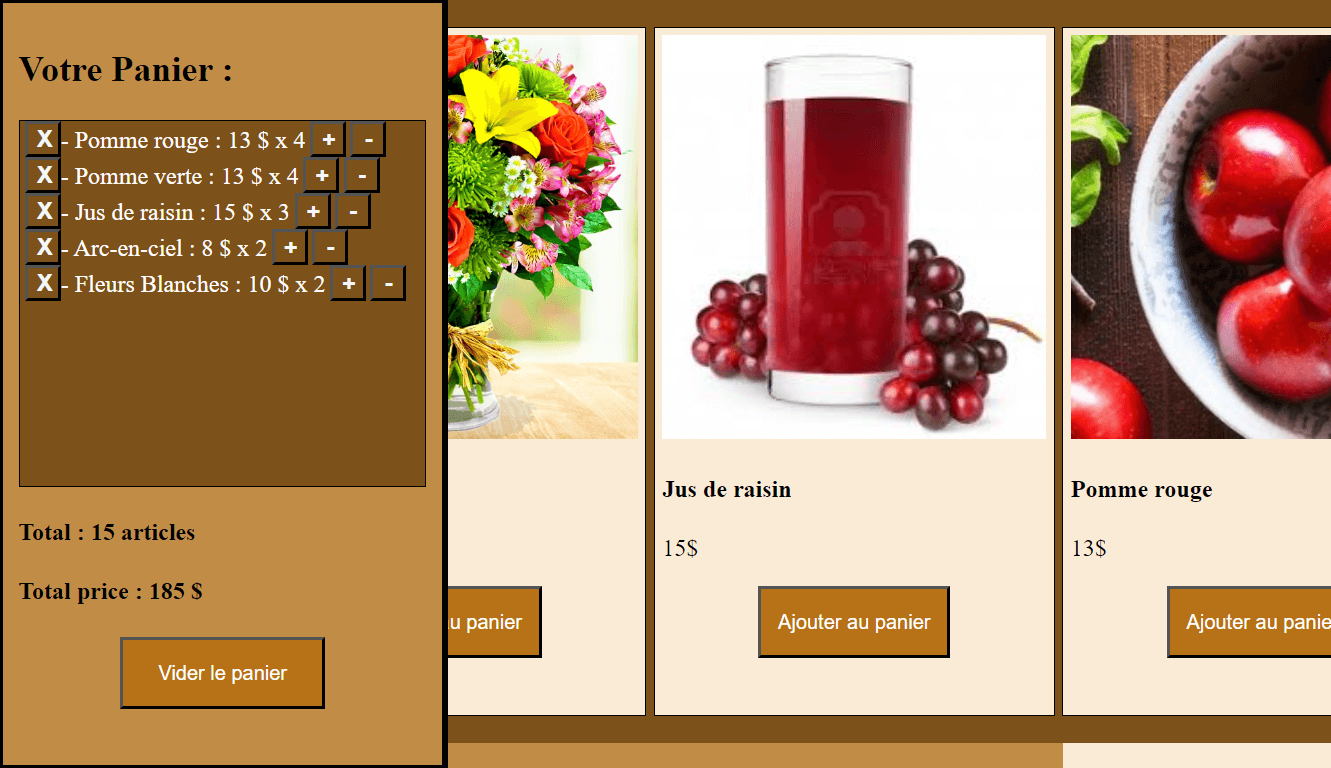 Votre Panier :
X - Pomme rouge : 13 $ x 4 + -
X - Pomme verte : 13 $ x 4 + -
X - Jus de raisin : 15 $ x 3 + -
X - Arc-en-ciel : 8 $ x 2 + -
X - Fleurs Blanches : 10 $ x 2 + -
Total : 15 articles
Total price : 185 $
Vider le panier
au panier
Jus de raisin
15$
Ajouter au panier
Pomme rouge
13$
Ajouter au panie